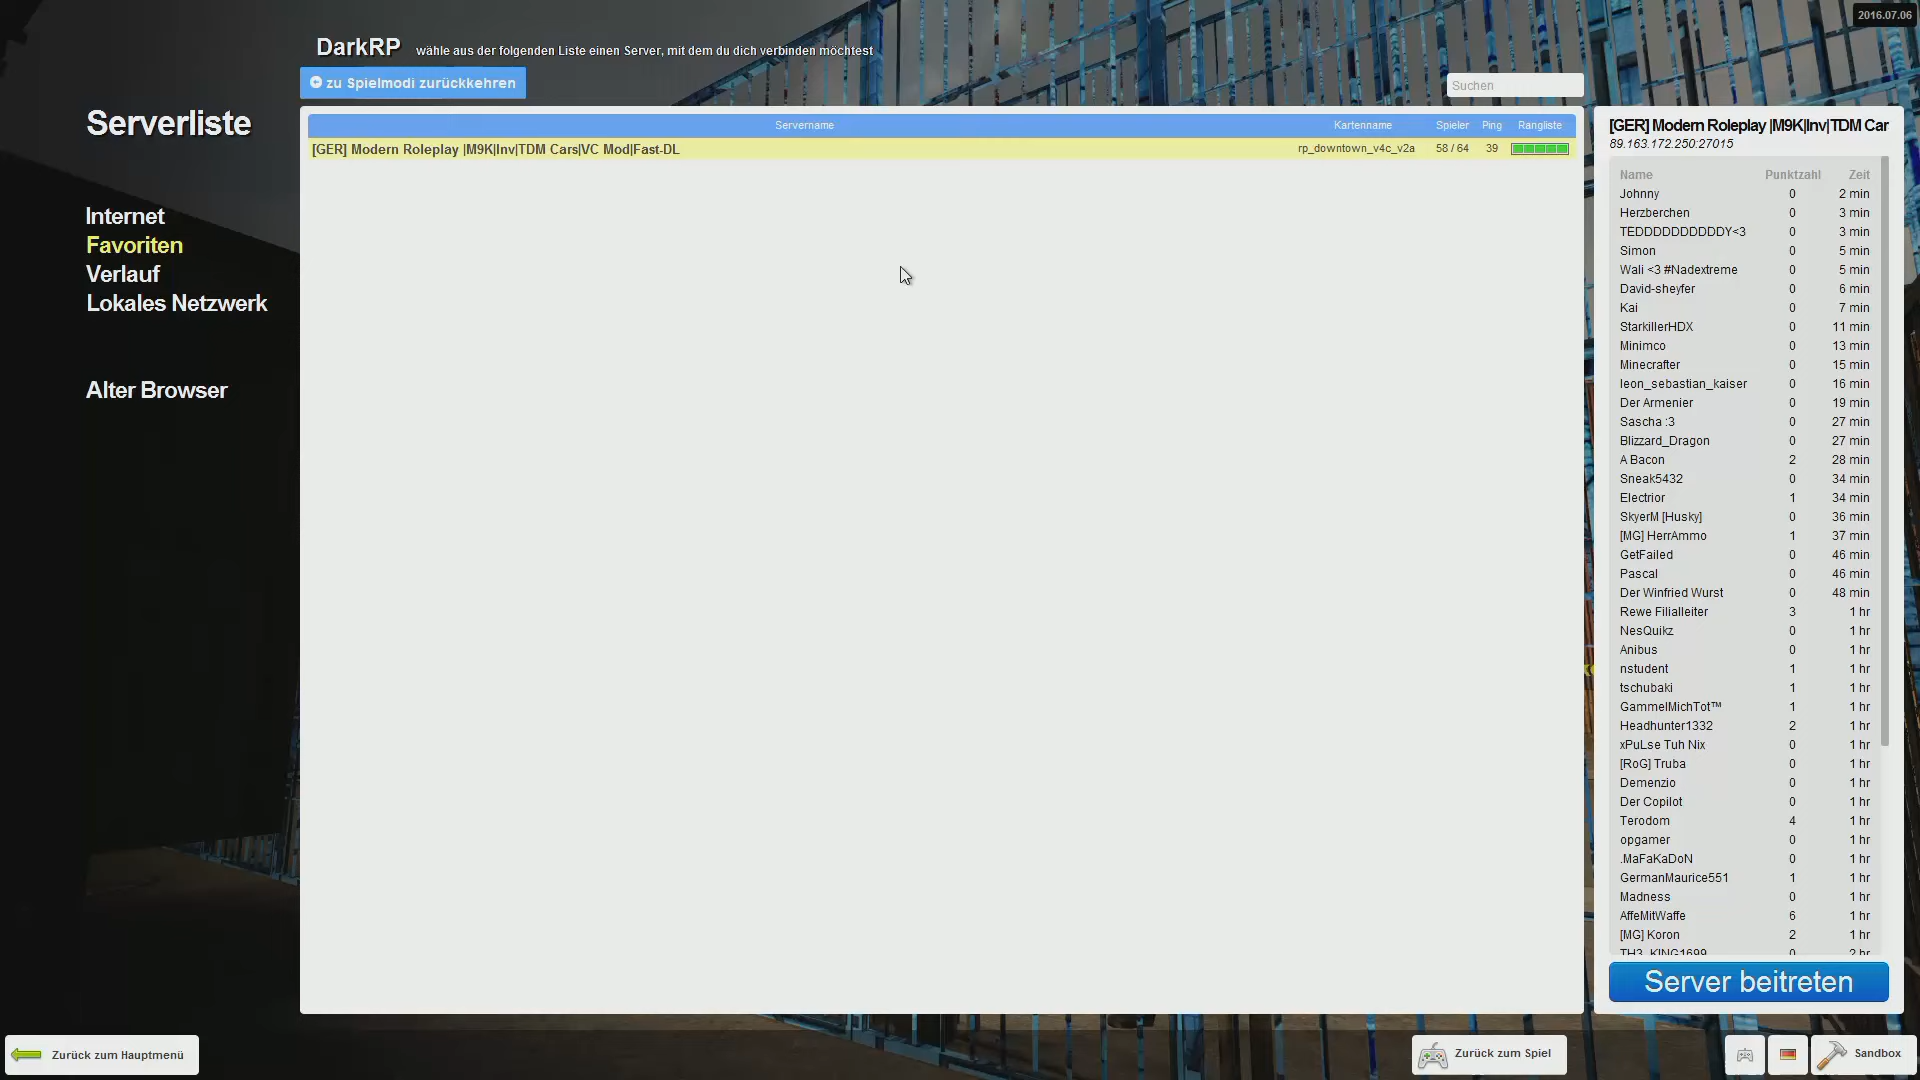 2016.07.06
DarkRP wähle aus der folgenden Liste einen Server, mit dem du dich verbinden möchtest
zu Spielmodi zurückkehren
Suchen
Serverliste
Internet
Favoriten
Verlauf
Lokales Netzwerk
Alter Browser
Servername Kartenname Spieler Ping Rangliste
[GER] Modern Roleplay |M9K|Inv|TDM Cars|VC Mod|Fast-DL rp_downtown_v4c_v2a 58 / 64 39
[GER] Modern Roleplay |M9K|Inv|TDM Car
89.163.172.250:27015
Name Punktzahl Zeit
Johnny 0 2 min
Herzberchen 0 3 min
TEDDDDDDDDDDY<3 0 3 min
Simon 0 5 min
Wali <3 #Nadextreme 0 5 min
David-sheyfer 0 6 min
Kai 0 7 min
StarkillerHDX 0 11 min
Minimco 0 13 min
Minecrafter 0 15 min
leon_sebastian_kaiser 0 16 min
Der Armenier 0 19 min
Sascha :3 0 27 min
Blizzard_Dragon 0 27 min
A Bacon 2 28 min
Sneak5432 0 34 min
Electrior 1 34 min
SkyerM [Husky] 0 36 min
[MG] HerrAmmo 1 37 min
GetFailed 0 46 min
Pascal 0 46 min
Der Winfried Wurst 0 48 min
Rewe Filialleiter 3 1 hr
NesQuikz 0 1 hr
Anibus 0 1 hr
nstudent 1 1 hr
tschubaki 1 1 hr
GammelMichTot™ 1 1 hr
Headhunter1332 2 1 hr
xPuLse Tuh Nix 0 1 hr
[RoG] Truba 0 1 hr
Demenzio 0 1 hr
Der Copilot 0 1 hr
Terodom 4 1 hr
opgamer 0 1 hr
.MaFaKaDoN 0 1 hr
GermanMaurice551 1 1 hr
Madness 0 1 hr
AffeMitWaffe 6 1 hr
[MG] Koron 2 1 hr
TH3_KING1699 0 2 hr
Server beitreten
Zurück zum Hauptmenü
Zurück zum Spiel
Sandbox